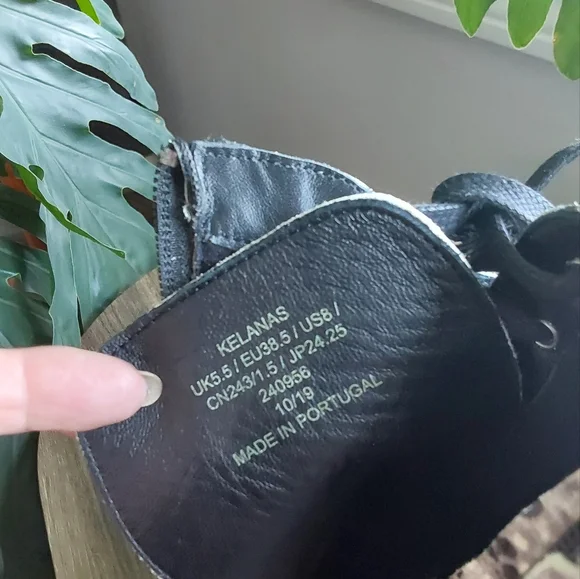 KELANAS
UK5.5 / EU38.5 / US8 /
CN243/1.5 / JP24.25
240956
10/19
MADE IN PORTUGAL